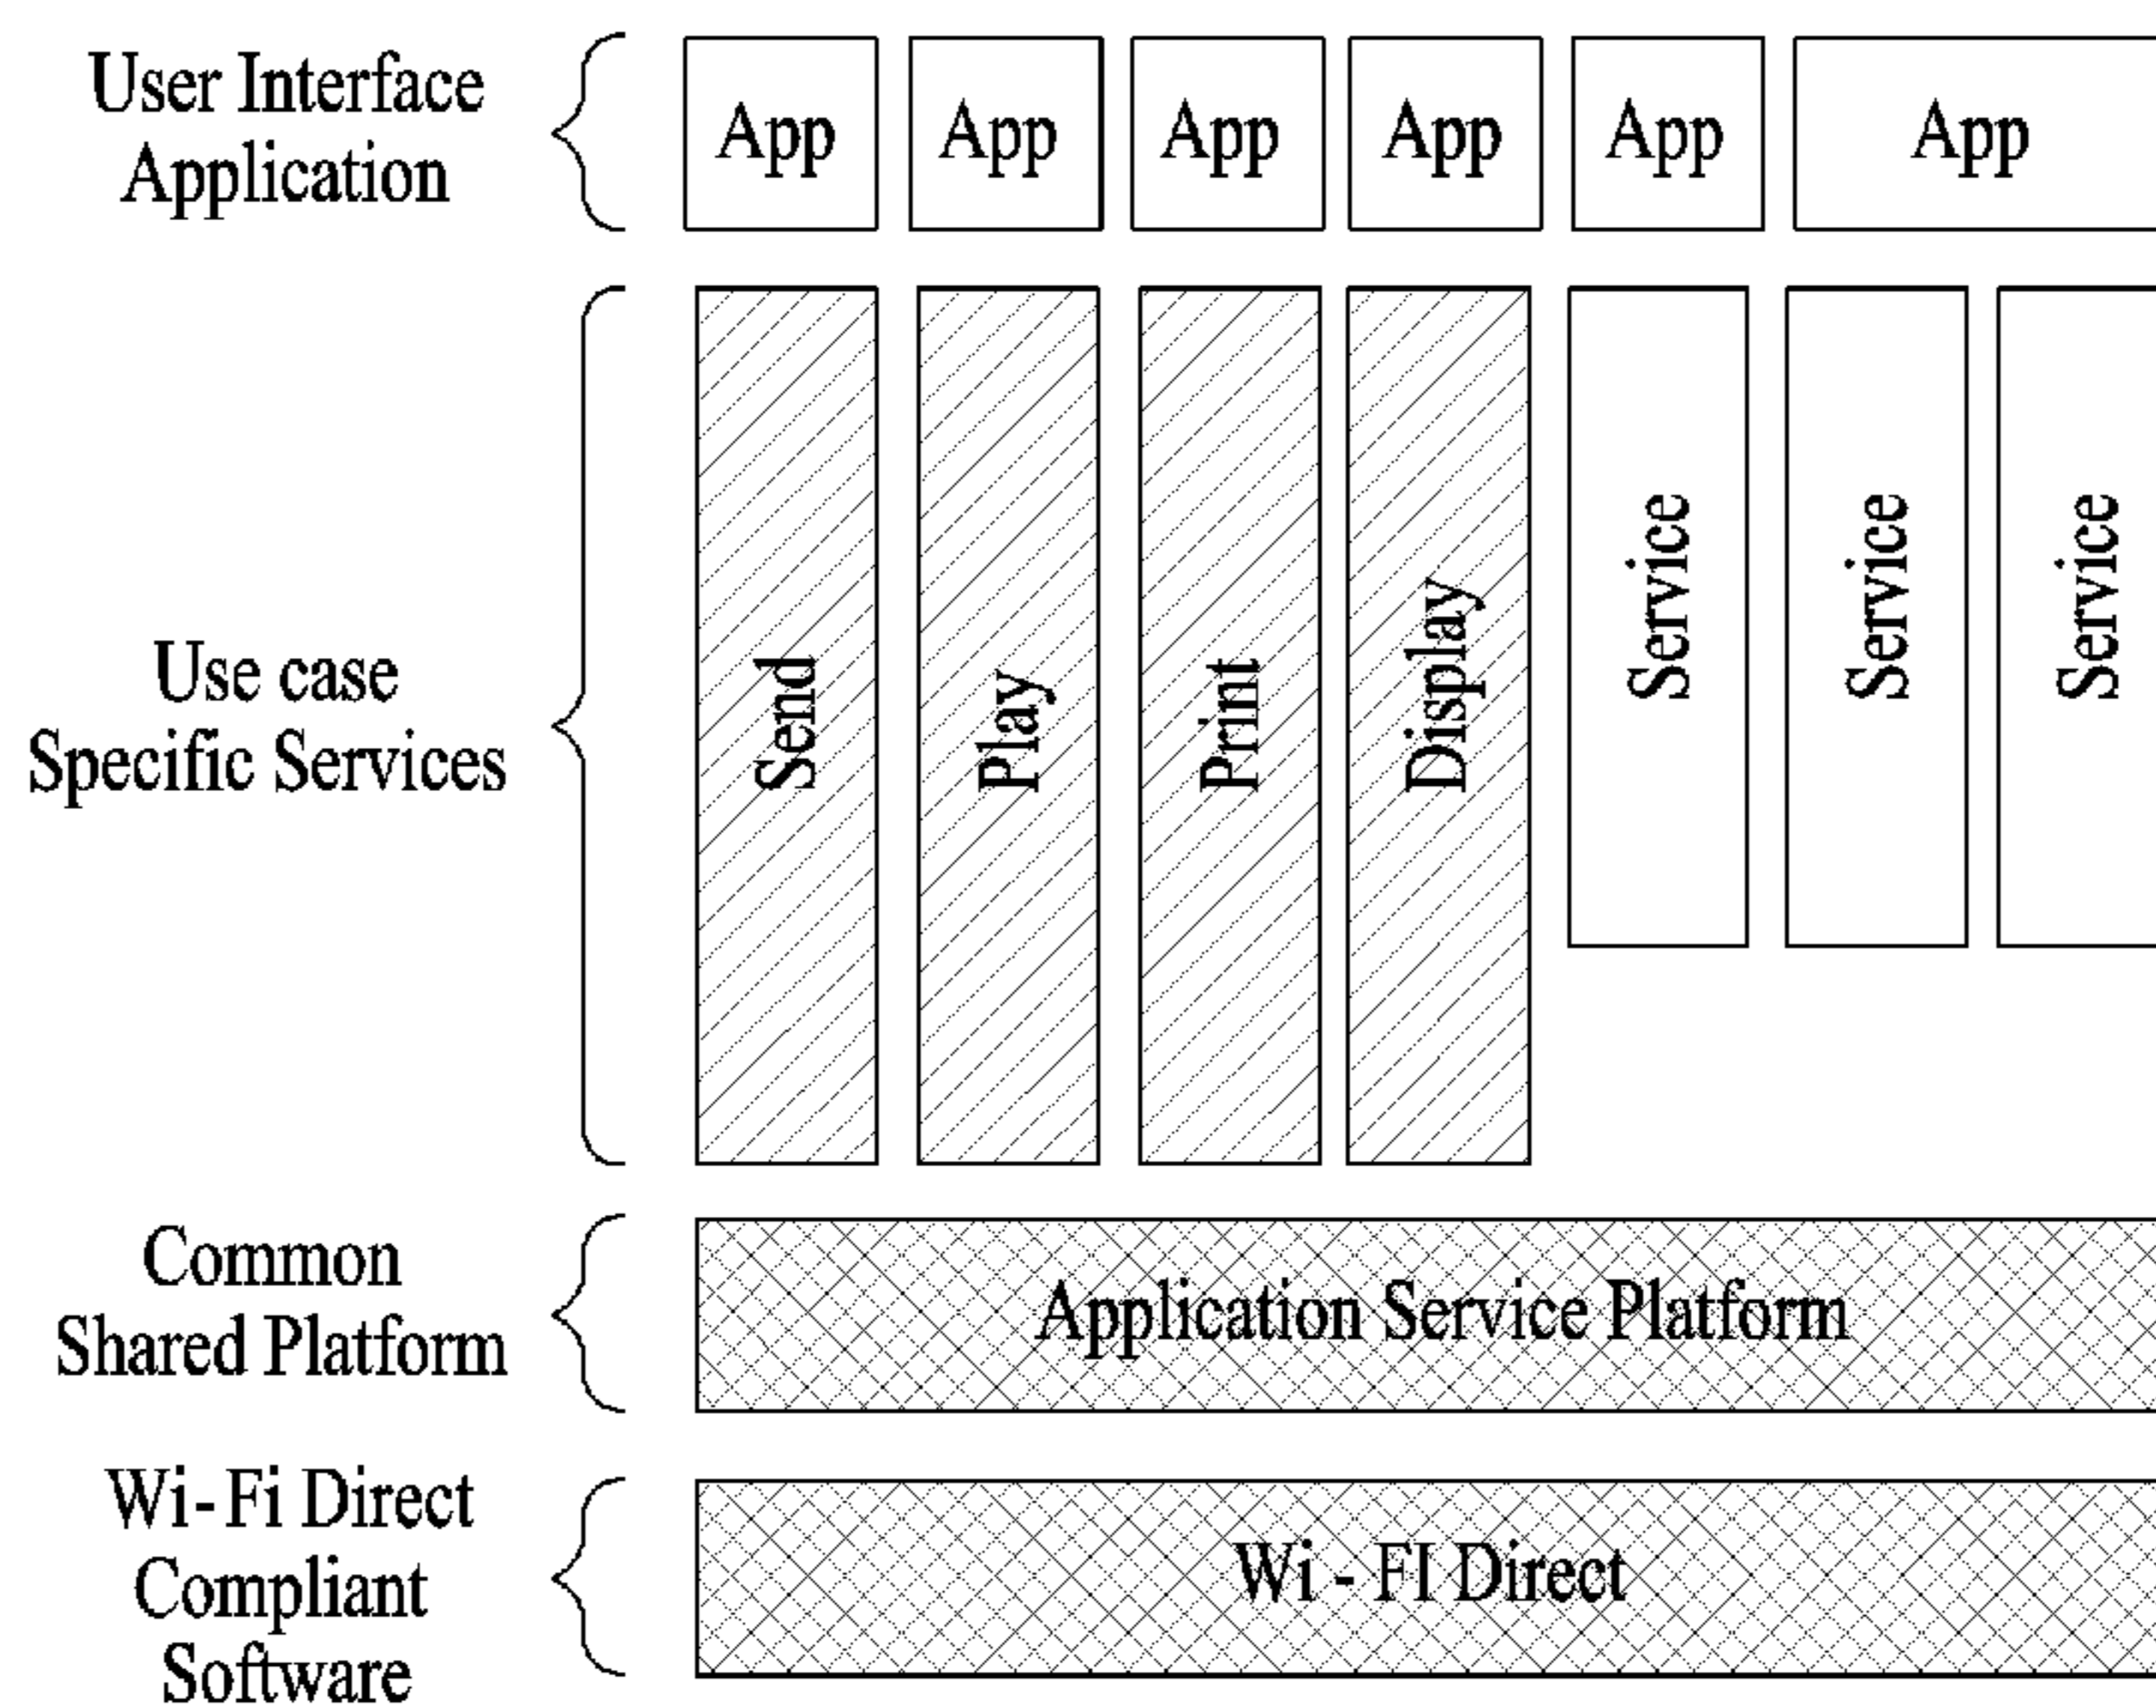 User Interface
Application
App
App
App
App
App
App
Use case
Specific Services
Send
Play
Print
Display
Service
Service
Service
Common
Shared Platform
Application Service Platform
Wi-Fi Direct
Compliant
Software
Wi - FI Direct